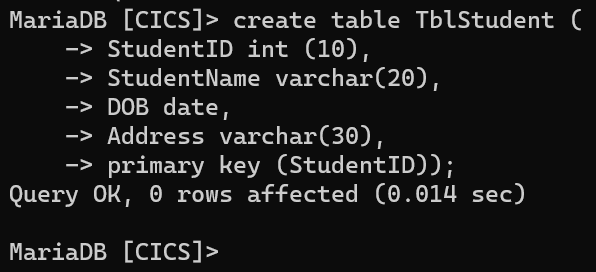 MariaDB [CICS]> create table TblStudent (
    -> StudentID int (10),
    -> StudentName varchar(20),
    -> DOB date,
    -> Address varchar(30),
    -> primary key (StudentID));
Query OK, 0 rows affected (0.014 sec)
MariaDB [CICS]>